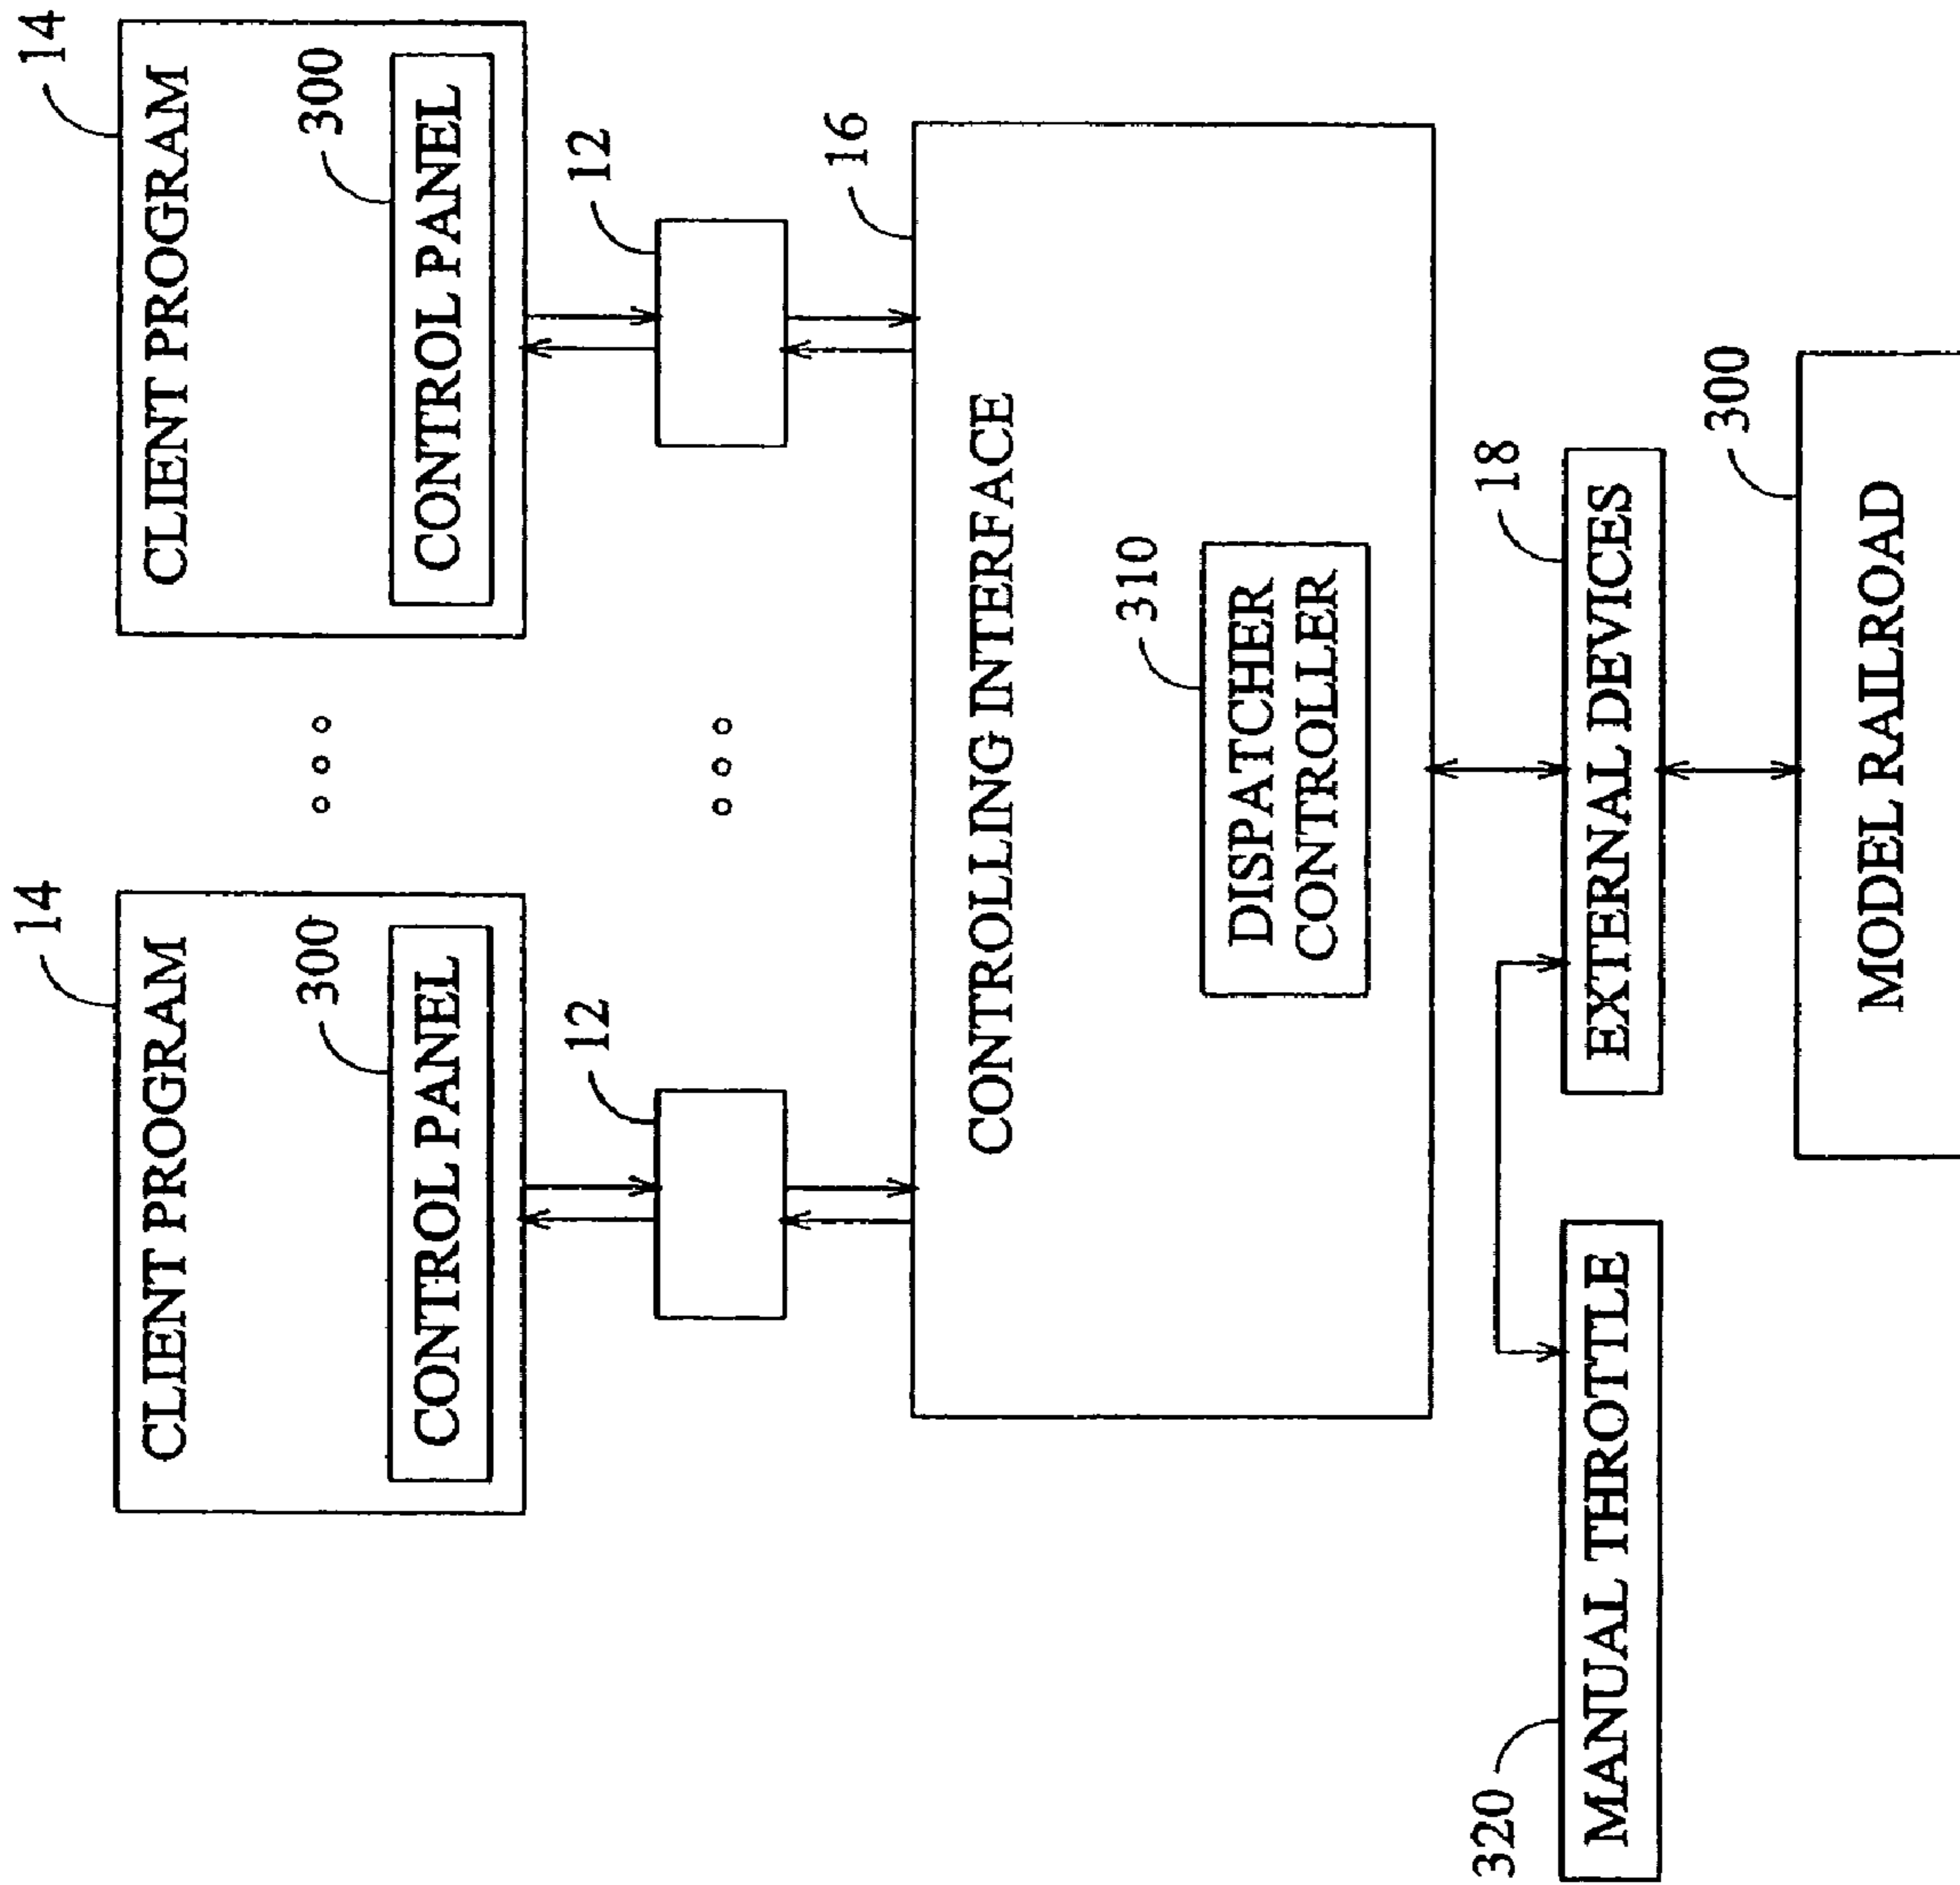 14
CLIENT PROGRAM
300
CONTROL PANEL
14
CLIENT PROGRAM
300
CONTROL PANEL
12
12
16
CONTROLLING INTERFACE
310
DISPATCHER
CONTROLLER
320
MANUAL THROTTLE
18
EXTERNAL DEVICES
300
MODEL RAILROAD